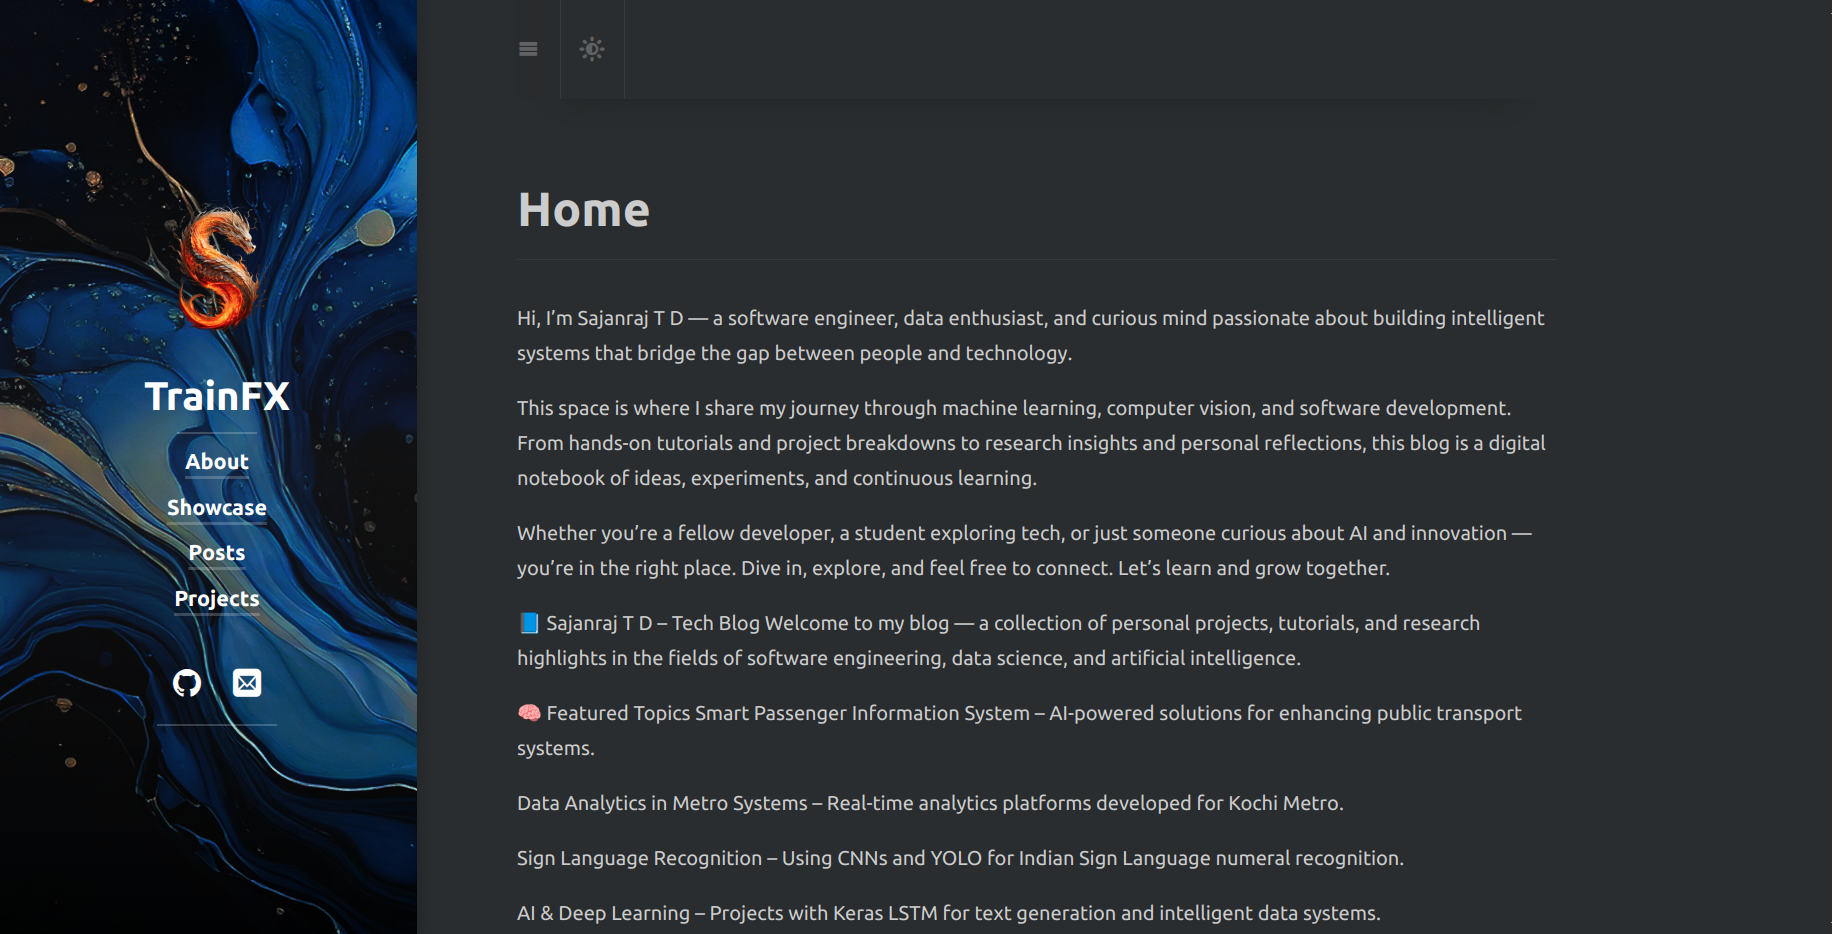 TrainFX
About
Showcase
Posts
Projects
Home
Hi, I’m Sajanraj T D — a software engineer, data enthusiast, and curious mind passionate about building intelligent
systems that bridge the gap between people and technology.
This space is where I share my journey through machine learning, computer vision, and software development.
From hands-on tutorials and project breakdowns to research insights and personal reflections, this blog is a digital
notebook of ideas, experiments, and continuous learning.
Whether you’re a fellow developer, a student exploring tech, or just someone curious about AI and innovation —
you’re in the right place. Dive in, explore, and feel free to connect. Let’s learn and grow together.
📘 Sajanraj T D – Tech Blog Welcome to my blog — a collection of personal projects, tutorials, and research
highlights in the fields of software engineering, data science, and artificial intelligence.
🧠 Featured Topics Smart Passenger Information System – AI-powered solutions for enhancing public transport
systems.
Data Analytics in Metro Systems – Real-time analytics platforms developed for Kochi Metro.
Sign Language Recognition – Using CNNs and YOLO for Indian Sign Language numeral recognition.
AI & Deep Learning – Projects with Keras LSTM for text generation and intelligent data systems.